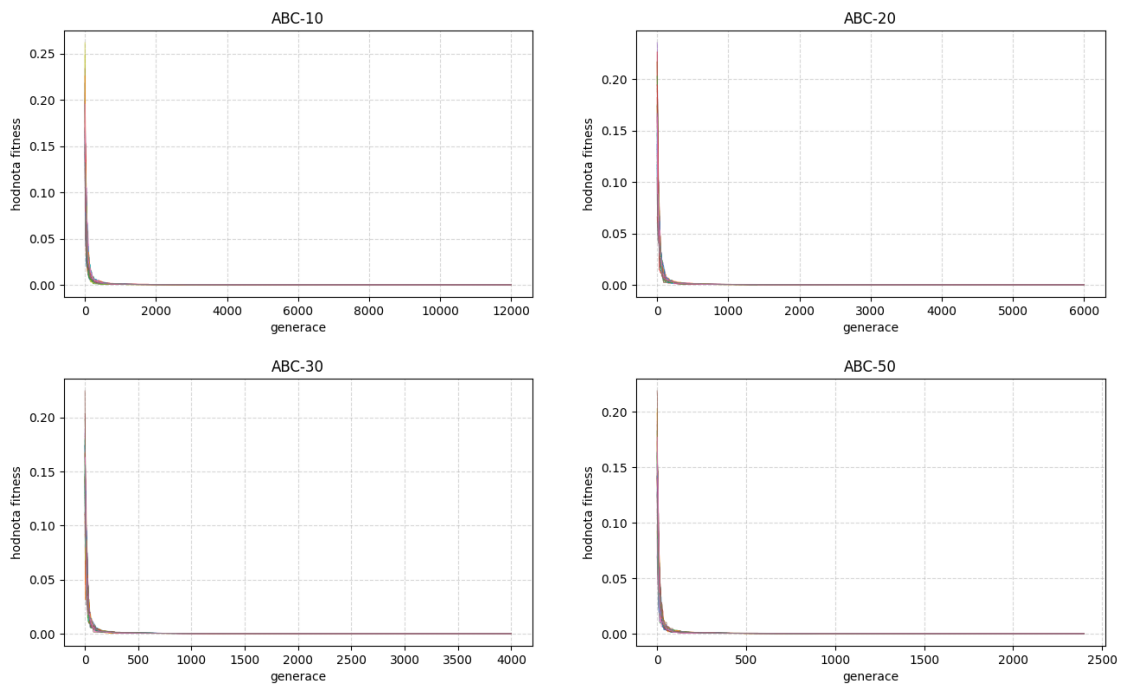 ABC-10
0.25
0.20
0.15
0.10
0.05
0.00
hodnota fitness
0 2000 4000 6000 8000 10000 12000
generace
ABC-20
0.20
0.15
0.10
0.05
0.00
hodnota fitness
0 1000 2000 3000 4000 5000 6000
generace
ABC-30
0.20
0.15
0.10
0.05
0.00
hodnota fitness
0 500 1000 1500 2000 2500 3000 3500 4000
generace
ABC-50
0.20
0.15
0.10
0.05
0.00
hodnota fitness
0 500 1000 1500 2000 2500
generace